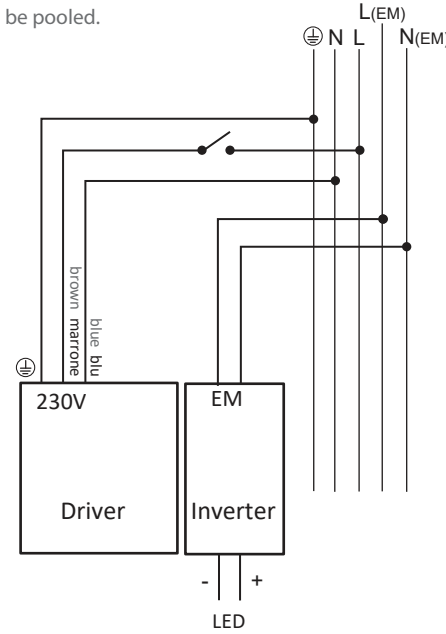 be pooled.
L(EM)
N L N(EM)
brown marrone
blue blu
230V EM
Driver Inverter
- +
LED